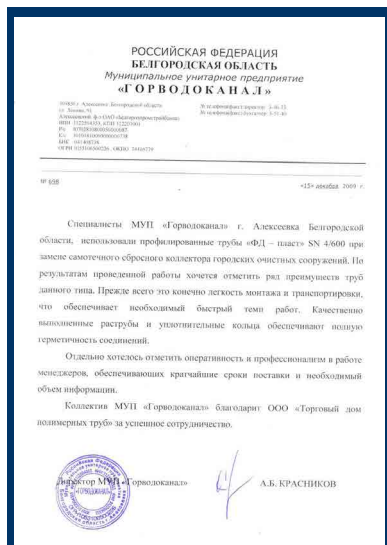 РОССИЙСКАЯ ФЕДЕРАЦИЯ
БЕЛГОРОДСКАЯ ОБЛАСТЬ
Муниципальное унитарное предприятие
«ГОРВОДОКАНАЛ»
№ 698
«15» декабря 2009 г.
Специалисты МУП «Горводоканал» г. Алексеевка Белгородской
области, использовали профилированные трубы «ФД – пласт» SN 4/600 при
замене самотечного сбросного коллектора городских очистных сооружений. По
результатам проведенной работы хочется отметить ряд преимуществ труб
данного типа. Прежде всего это конечно легкость монтажа и транспортировки,
что обеспечивает необходимый быстрый темп работ. Качественно
выполненные раструбы и уплотнительные кольца обеспечивают полную
герметичность соединений.
Отдельно хотелось отметить оперативность и профессионализм в работе
менеджеров, обеспечивающих кратчайшие сроки поставки и необходимый
объем информации.
Коллектив МУП «Горводоканал» благодарит ООО «Торговый дом
полимерных труб» за успешное сотрудничество.
Директор МУП «Горводоканал»
А.Б. КРАСНИКОВ